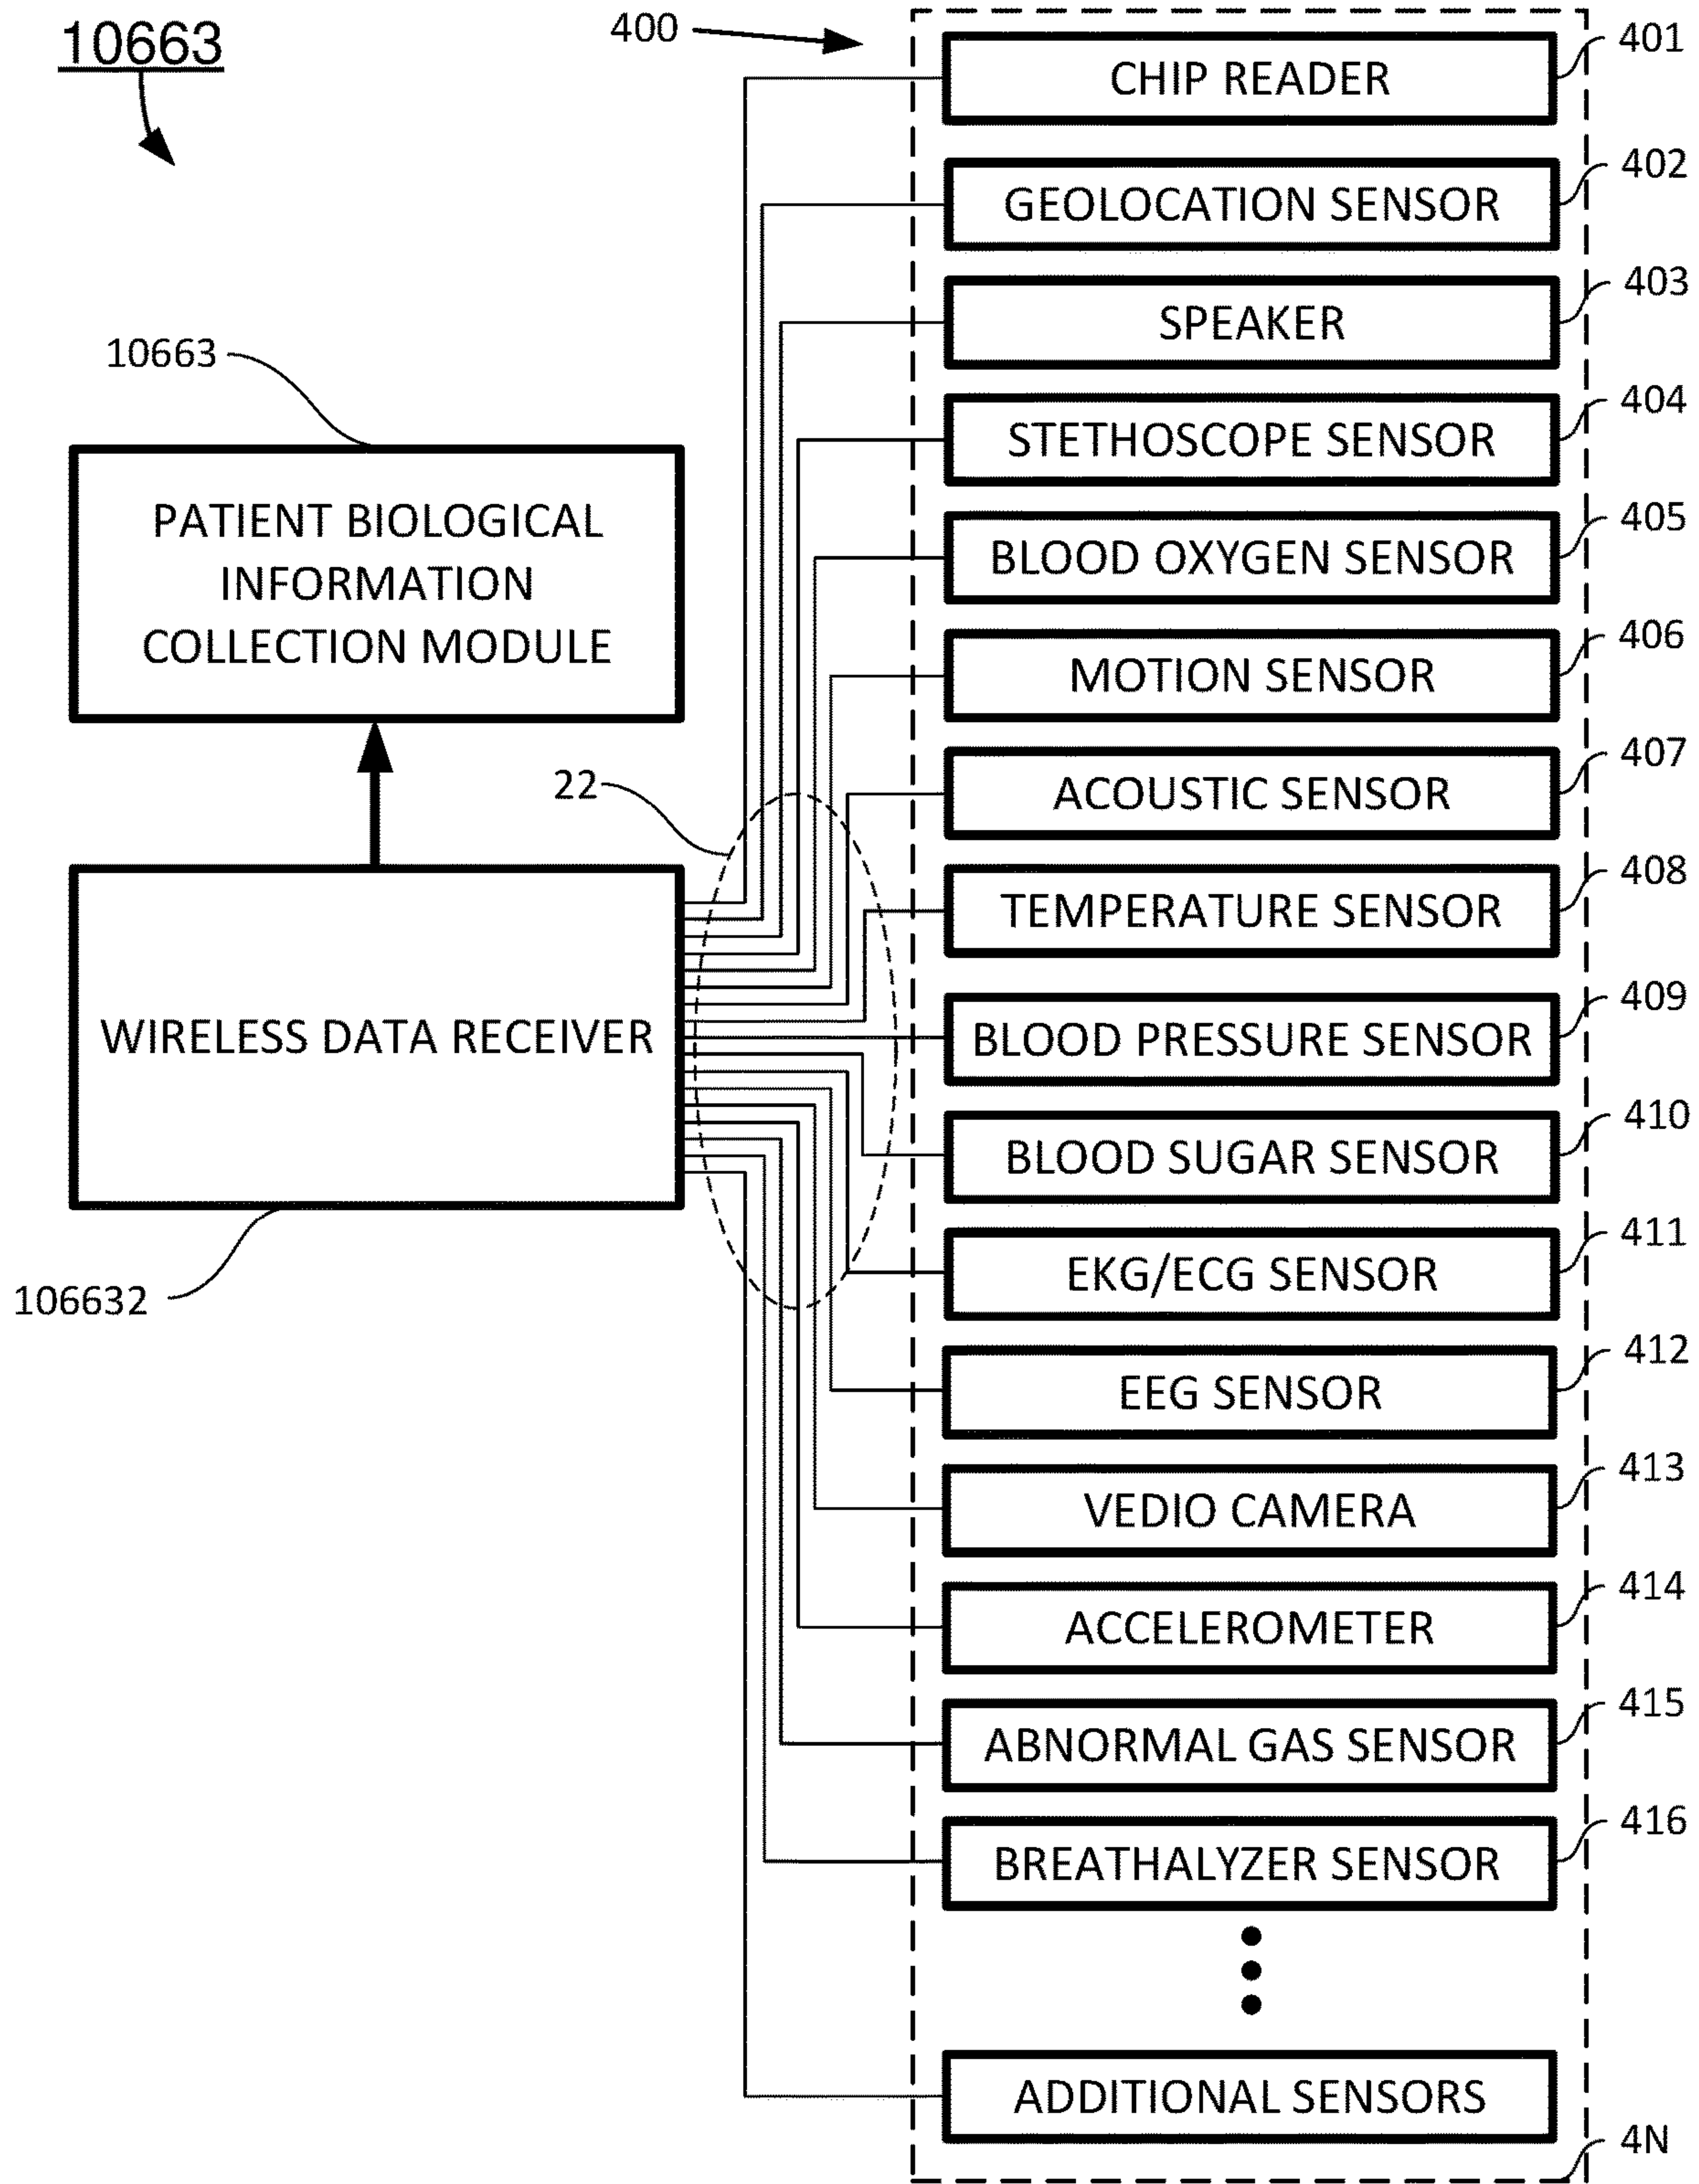 10663
400
CHIP READER
401
GEOLOCATION SENSOR
402
SPEAKER
403
10663
STETHOSCOPE SENSOR
404
PATIENT BIOLOGICAL
INFORMATION
COLLECTION MODULE
BLOOD OXYGEN SENSOR
405
MOTION SENSOR
406
22
ACOUSTIC SENSOR
407
TEMPERATURE SENSOR
408
WIRELESS DATA RECEIVER
BLOOD PRESSURE SENSOR
409
BLOOD SUGAR SENSOR
410
106632
EKG/ECG SENSOR
411
EEG SENSOR
412
VEDIO CAMERA
413
ACCELEROMETER
414
ABNORMAL GAS SENSOR
415
BREATHALYZER SENSOR
416
ADDITIONAL SENSORS
4N